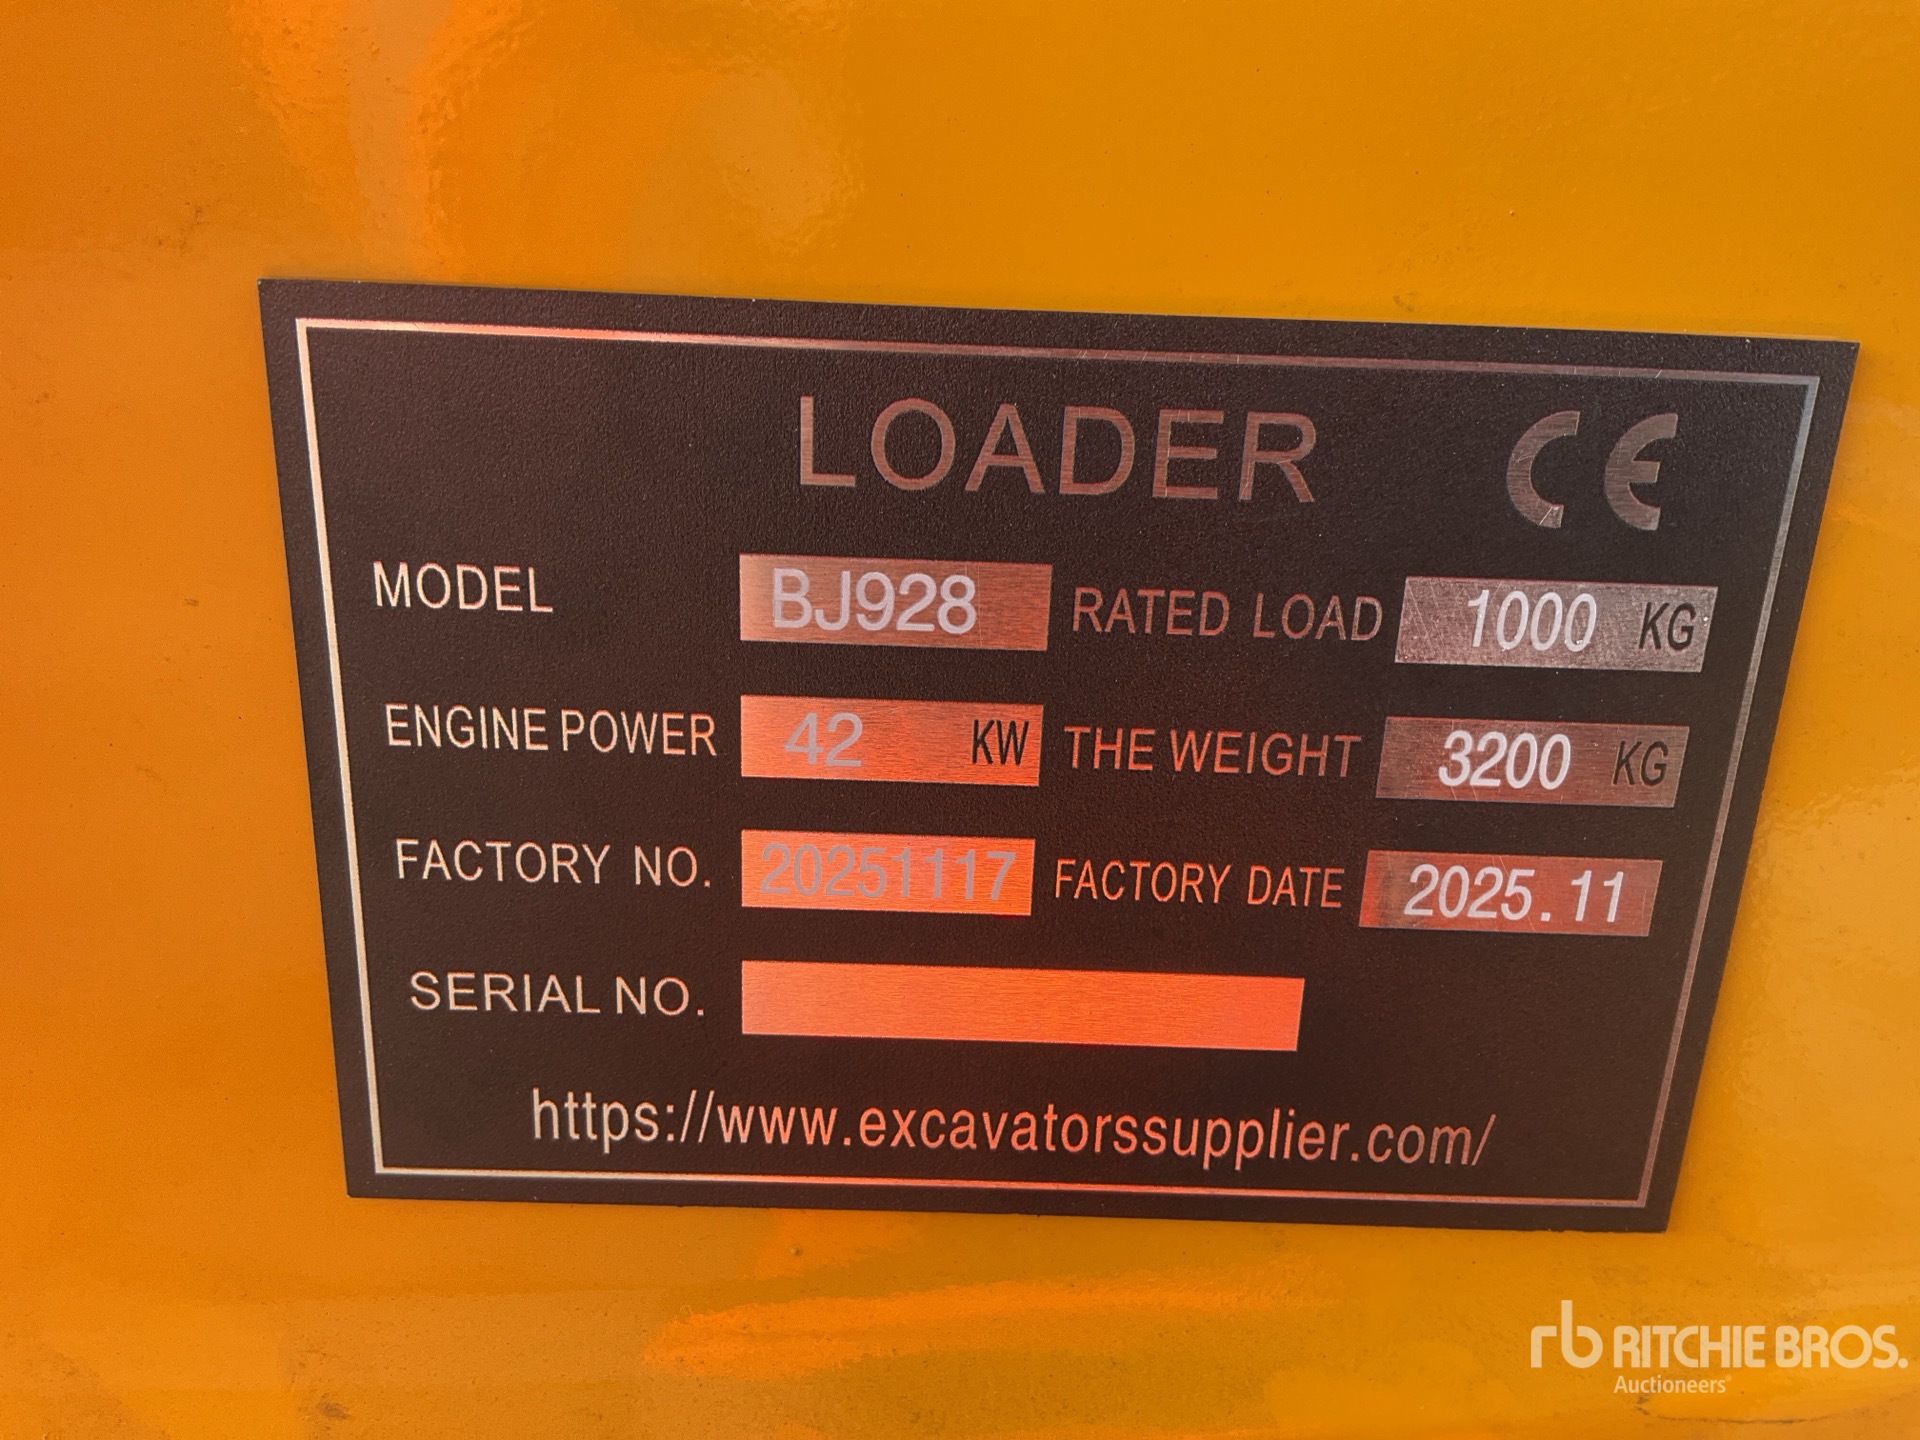 LOADER CE
MODEL BJ928 RATED LOAD 1000 KG
ENGINE POWER 42 KW THE WEIGHT 3200 KG
FACTORY NO. 20251117 FACTORY DATE 2025.11
SERIAL NO.
https://www.excavatorssupplier.com/
rb RITCHIE BROS.
Auctioneers